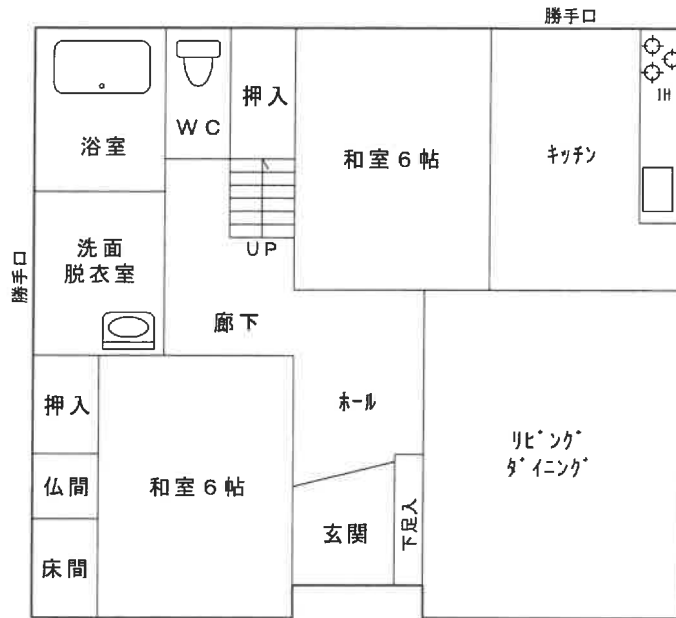 勝手口
浴室
WC
押入
和室6帖
キッチン
IH
勝手口
洗面
脱衣室
UP
廊下
ホール
リビング
ダイニング
押入
仏間
床間
和室6帖
玄関
下足入